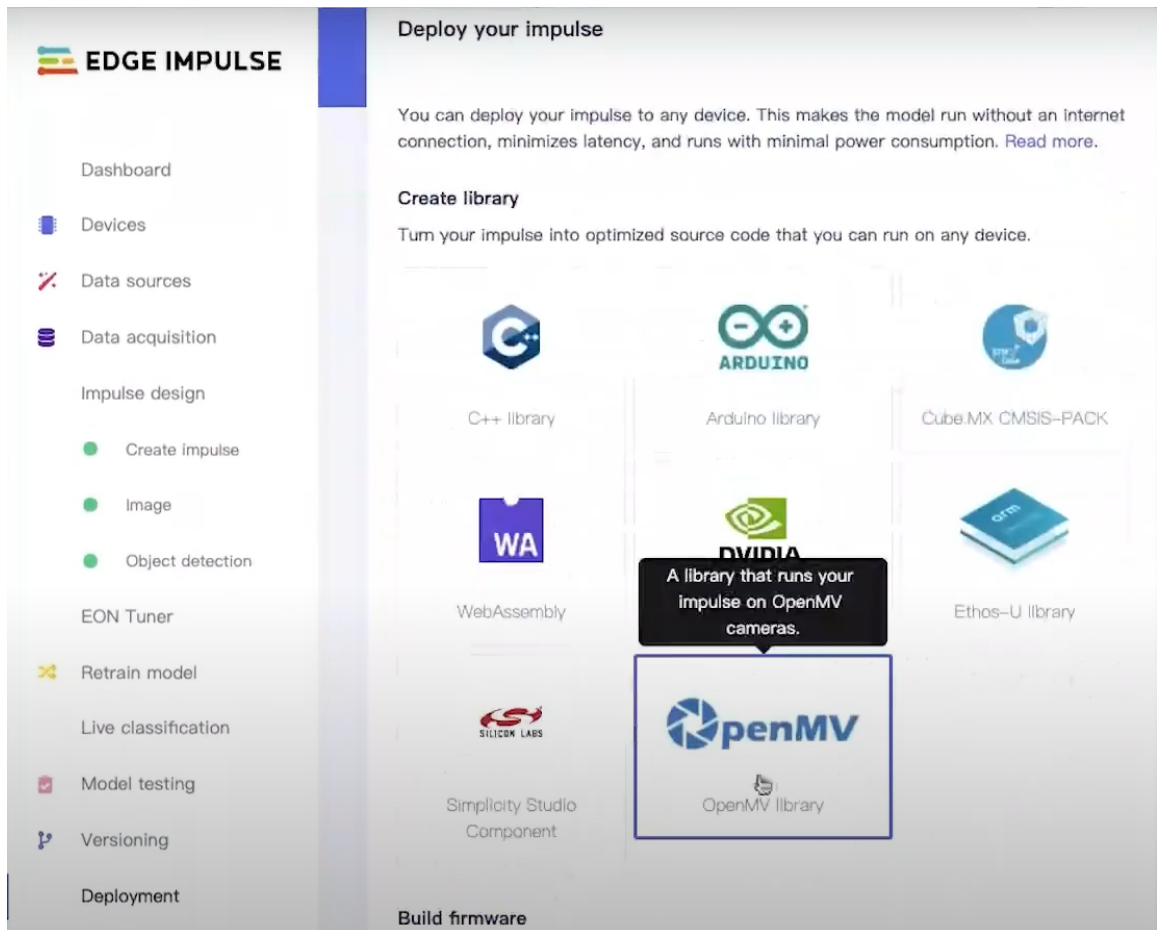 EDGE IMPULSE
Dashboard
Devices
Data sources
Data acquisition
Impulse design
Create impulse
Image
Object detection
EON Tuner
Retrain model
Live classification
Model testing
Versioning
Deployment
Deploy your impulse
You can deploy your impulse to any device. This makes the model run without an internet
connection, minimizes latency, and runs with minimal power consumption. Read more.
Create library
Turn your impulse into optimized source code that you can run on any device.
C++
C++ library
ARDUINO
Arduino library
Cube.MX CMSIS-PACK
WA
WebAssembly
A library that runs your
impulse on OpenMV
cameras.
arm
Ethos-U library
SILICON LABS
Simplicity Studio
Component
OpenMV
OpenMV library
Build firmware